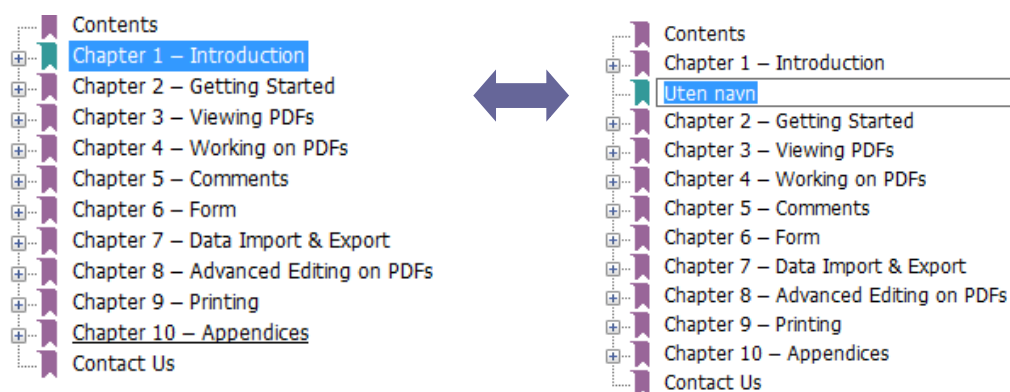 Contents
Chapter 1 – Introduction
Chapter 2 – Getting Started
Chapter 3 – Viewing PDFs
Chapter 4 – Working on PDFs
Chapter 5 – Comments
Chapter 6 – Form
Chapter 7 – Data Import & Export
Chapter 8 – Advanced Editing on PDFs
Chapter 9 – Printing
Chapter 10 – Appendices
Contact Us
Contents
Chapter 1 – Introduction
Uten navn
Chapter 2 – Getting Started
Chapter 3 – Viewing PDFs
Chapter 4 – Working on PDFs
Chapter 5 – Comments
Chapter 6 – Form
Chapter 7 – Data Import & Export
Chapter 8 – Advanced Editing on PDFs
Chapter 9 – Printing
Chapter 10 – Appendices
Contact Us